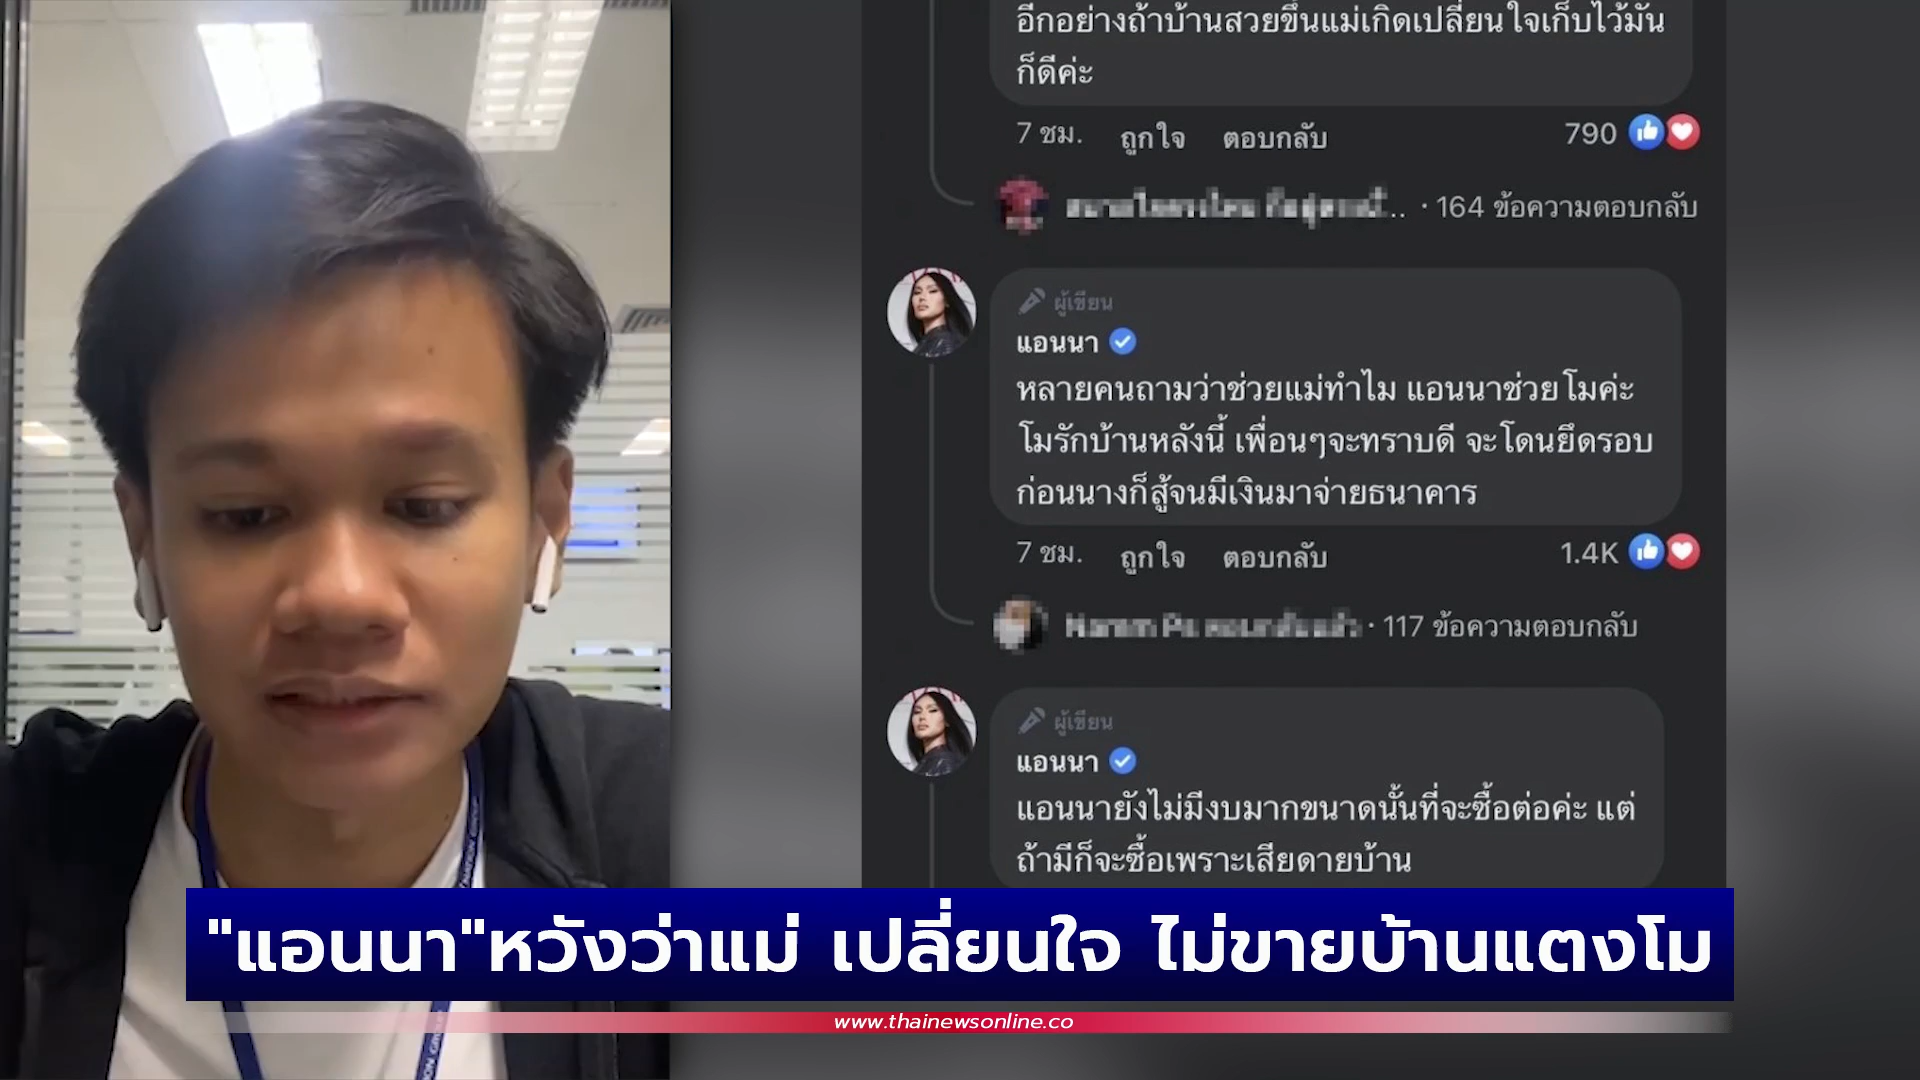 อีกอย่างถ้าบ้านสวยขึ้นแม่เกิดเปลี่ยนใจเก็บไว้มัน
ก็ดีค่ะ
7 ชม. ถูกใจ ตอบกลับ 790
· 164 ข้อความตอบกลับ
ผู้เขียน
แอนนา
หลายคนถามว่าช่วยแม่ทำไม แอนนาช่วยโมค่ะ
โมรักบ้านหลังนี้ เพื่อนๆจะทราบดี จะโดนยึดรอบ
ก่อนนางก็สู้จนมีเงินมาจ่ายธนาคาร
7 ชม. ถูกใจ ตอบกลับ 1.4K
· 117 ข้อความตอบกลับ
ผู้เขียน
แอนนา
แอนนายังไม่มีงบมากขนาดนั้นที่จะซื้อต่อค่ะ แต่
ถ้ามีก็จะซื้อเพราะเสียดายบ้าน
"แอนนา"หวังว่าแม่ เปลี่ยนใจ ไม่ขายบ้านแตงโม
www.thainewsonline.co